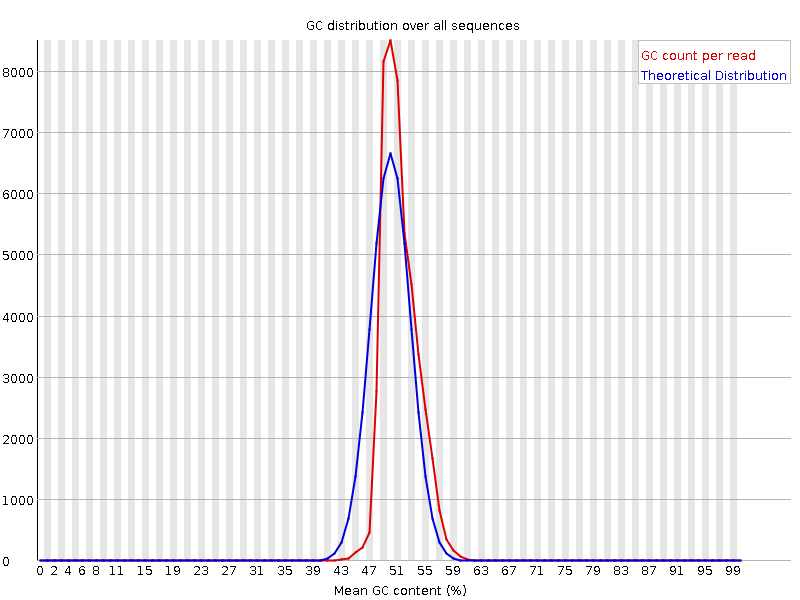 GC distribution over all sequences
GC count per read
Theoretical Distribution
8000
7000
6000
5000
4000
3000
2000
1000
0
0 2 4 6 8 11 15 19 23 27 31 35 39 43 47 51 55 59 63 67 71 75 79 83 87 91 95 99
Mean GC content (%)